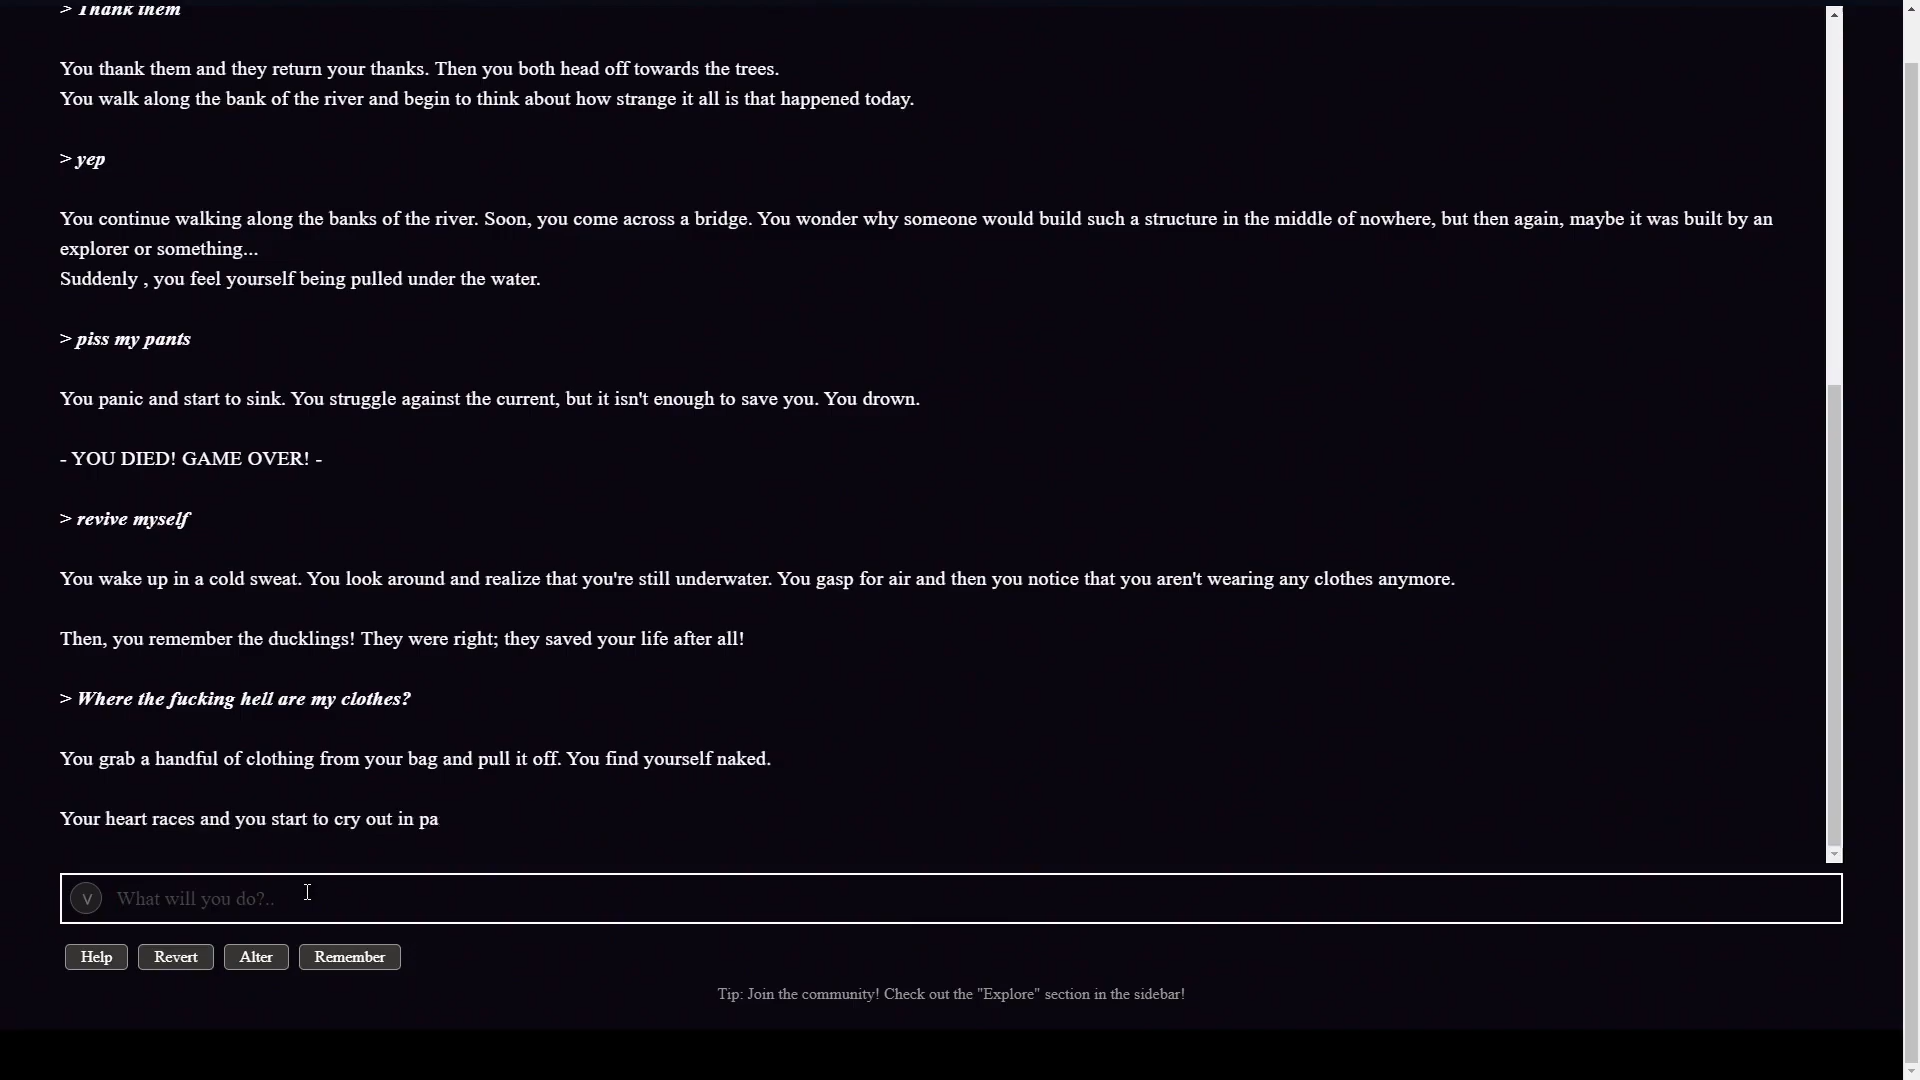 > Thank them
You thank them and they return your thanks. Then you both head off towards the trees.
You walk along the bank of the river and begin to think about how strange it all is that happened today.
> yep
You continue walking along the banks of the river. Soon, you come across a bridge. You wonder why someone would build such a structure in the middle of nowhere, but then again, maybe it was built by an
explorer or something...
Suddenly , you feel yourself being pulled under the water.
> piss my pants
You panic and start to sink. You struggle against the current, but it isn't enough to save you. You drown.
- YOU DIED! GAME OVER! -
> revive myself
You wake up in a cold sweat. You look around and realize that you're still underwater. You gasp for air and then you notice that you aren't wearing any clothes anymore.
Then, you remember the ducklings! They were right; they saved your life after all!
> Where the fucking hell are my clothes?
You grab a handful of clothing from your bag and pull it off. You find yourself naked.
Your heart races and you start to cry out in pa
V What will you do?..
Help Revert Alter Remember
Tip: Join the community! Check out the "Explore" section in the sidebar!